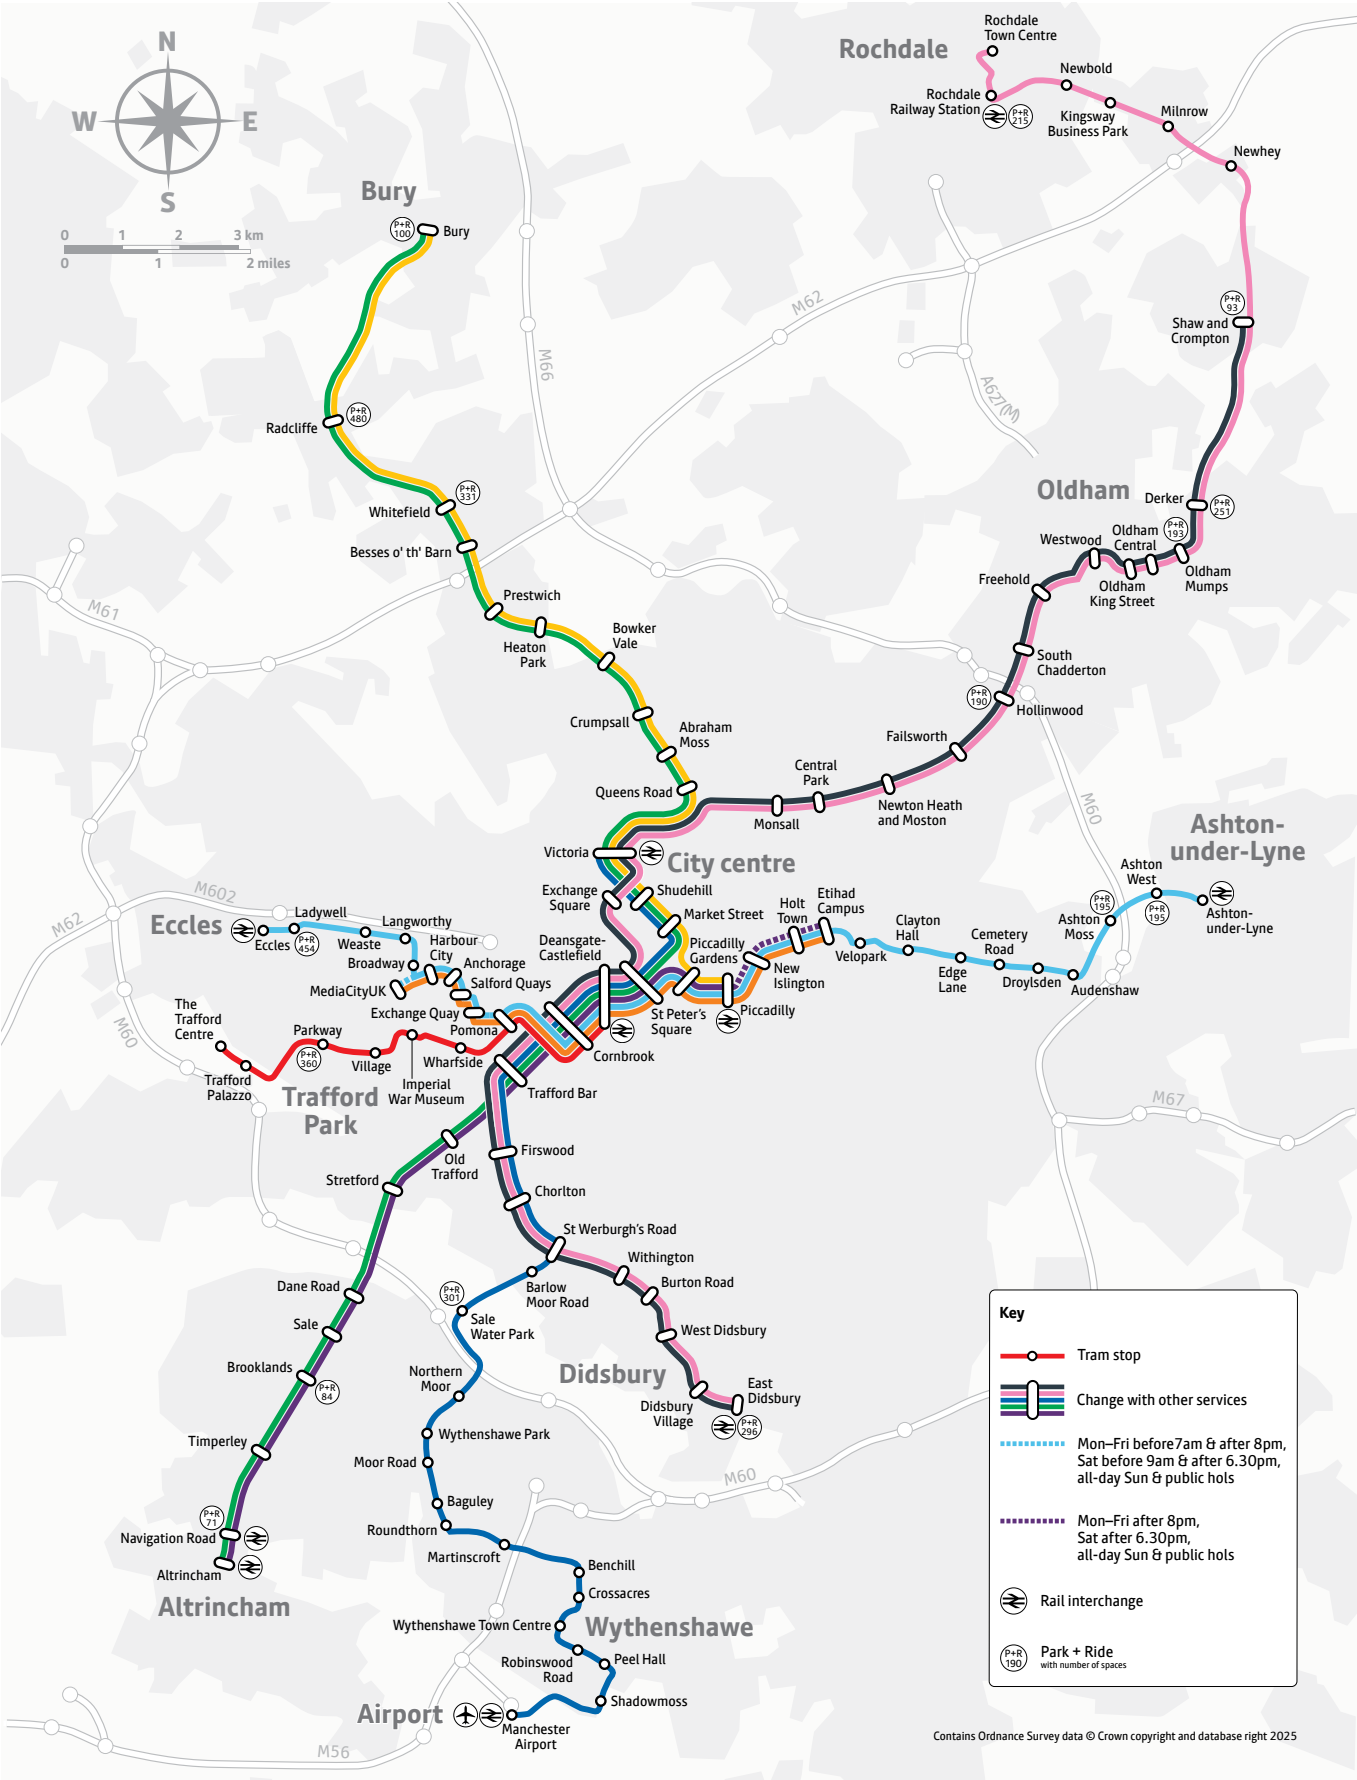 Rochdale
Town Centre
Rochdale
Newbold
Rochdale
Railway Station
P+R
215
Kingsway
Business Park
Milnrow
Newhey
N
W
E
S
0
1
2
3 km
0
1
2 miles
Bury
P+R
100
Bury
M62
M66
P+R
93
Shaw and
Crompton
A627(M)
Radcliffe
P+R
480
Oldham
P+R
331
Whitefield
Derker
P+R
251
P+R
193
Besses o' th' Barn
Westwood
Oldham
Central
Freehold
Oldham
King Street
Oldham
Mumps
M61
Prestwich
Heaton
Park
Bowker
Vale
South
Chadderton
P+R
190
Hollinwood
Crumpsall
Abraham
Moss
Failsworth
Central
Park
Queens Road
Monsall
Newton Heath
and Moston
M60
Ashton-
under-Lyne
Victoria
City centre
Ashton
West
M602
Exchange
Square
Shudehill
Holt
Town
Etihad
Campus
P+R
195
P+R
195
M62
Eccles
Ladywell
Langworthy
Market Street
Clayton
Hall
Ashton
Moss
Ashton-
under-Lyne
Eccles
P+R
454
Weaste
Harbour
City
Deansgate-
Castlefield
Piccadilly
Gardens
Velopark
Cemetery
Road
Broadway
Anchorage
New
Islington
Edge
Lane
Droylsden
Audenshaw
MediaCityUK
Salford Quays
The
Trafford
Centre
Exchange Quay
St Peter's
Square
Piccadilly
M60
Parkway
Pomona
P+R
360
Cornbrook
Village
Wharfside
Trafford
Palazzo
Imperial
War Museum
Trafford Bar
Trafford
Park
M67
Old
Trafford
Firswood
Stretford
Chorlton
St Werburgh's Road
Withington
Dane Road
P+R
301
Barlow
Moor Road
Burton Road
Sale
Sale
Water Park
West Didsbury
Brooklands
P+R
84
Northern
Moor
Didsbury
East
Didsbury
Didsbury
Village
P+R
296
Timperley
Wythenshawe Park
Moor Road
M60
Baguley
P+R
71
Navigation Road
Roundthorn
Martinscroft
Altrincham
Altrincham
Benchill
Crossacres
Wythenshawe Town Centre
Wythenshawe
Robinswood
Road
Peel Hall
Shadowmoss
Airport
Manchester
Airport
M56
Key
Tram stop
Change with other services
Mon–Fri before7am & after 8pm,
Sat before 9am & after 6.30pm,
all-day Sun & public hols
Mon–Fri after 8pm,
Sat after 6.30pm,
all-day Sun & public hols
Rail interchange
P+R
190
Park + Ride
with number of spaces
Contains Ordnance Survey data © Crown copyright and database right 2025